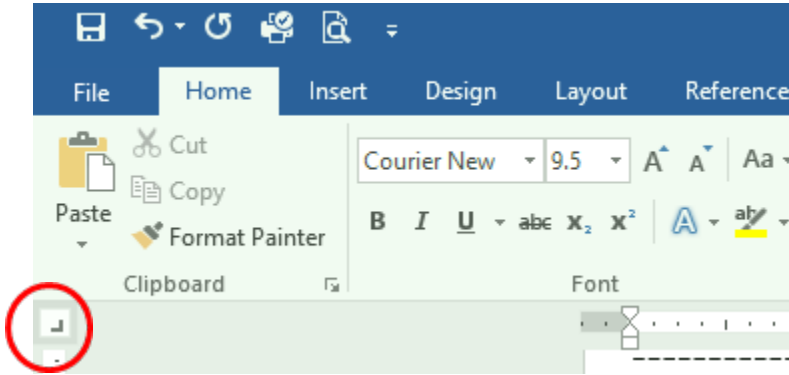 File Home Insert Design Layout Reference
Cut
Courier New 9.5 A A Aa
Copy
Paste
Format Painter
B I U abc X₂ X² A ab
Clipboard Font